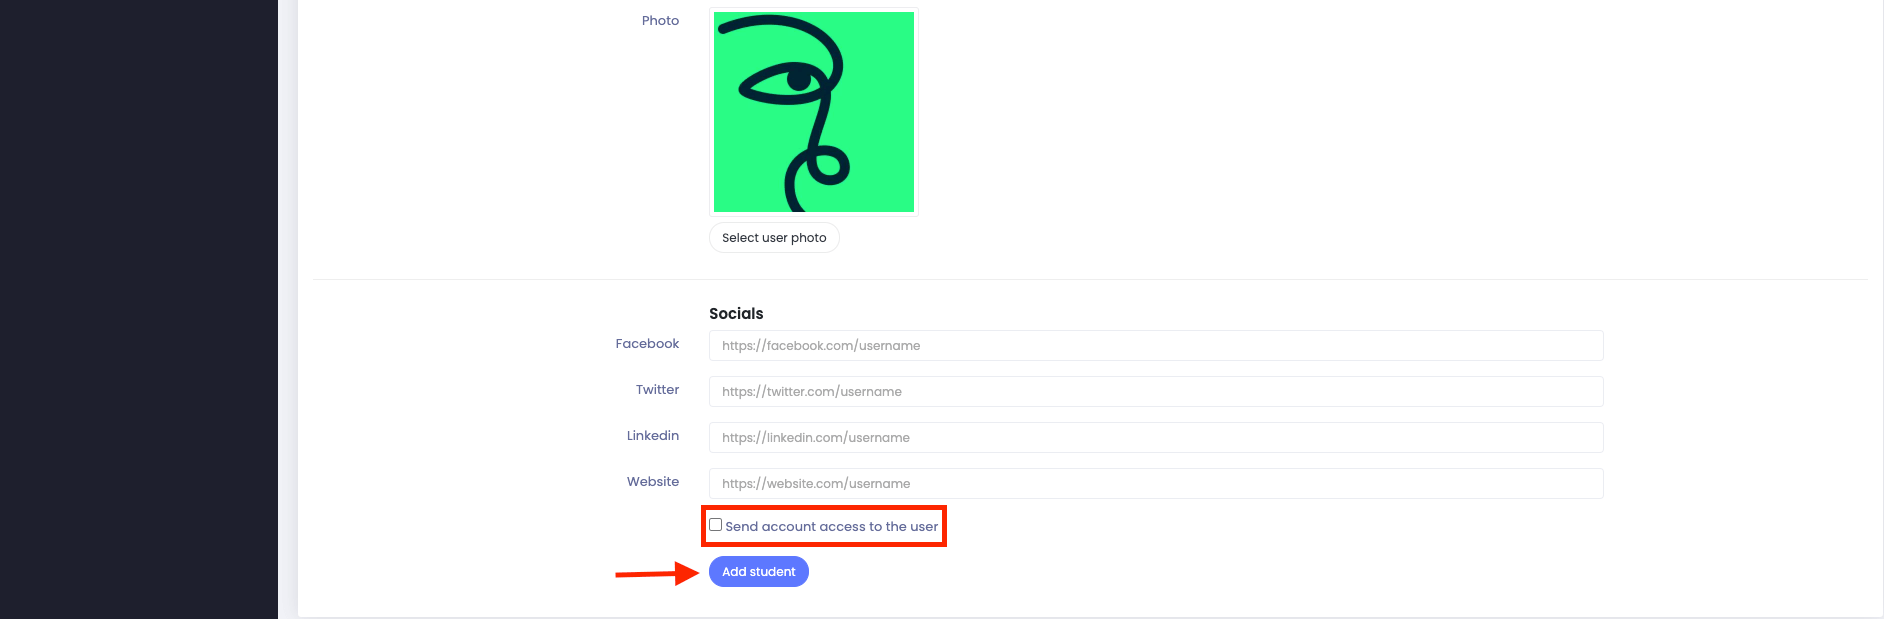 Photo
Select user photo
Socials
Facebook
https://facebook.com/username
Twitter
https://twitter.com/username
Linkedin
https://linkedin.com/username
Website
https://website.com/username
Send account access to the user
Add student